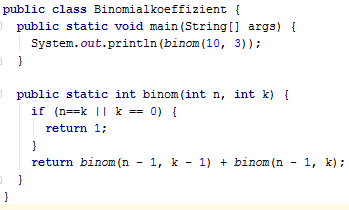 public class Binomialkoeffizient {
  public static void main(String[] args) {
    System.out.println(binom(10, 3));
  }

  public static int binom(int n, int k) {
    if (n==k || k == 0) {
      return 1;
    }
    return binom(n - 1, k - 1) + binom(n - 1, k);
  }
}